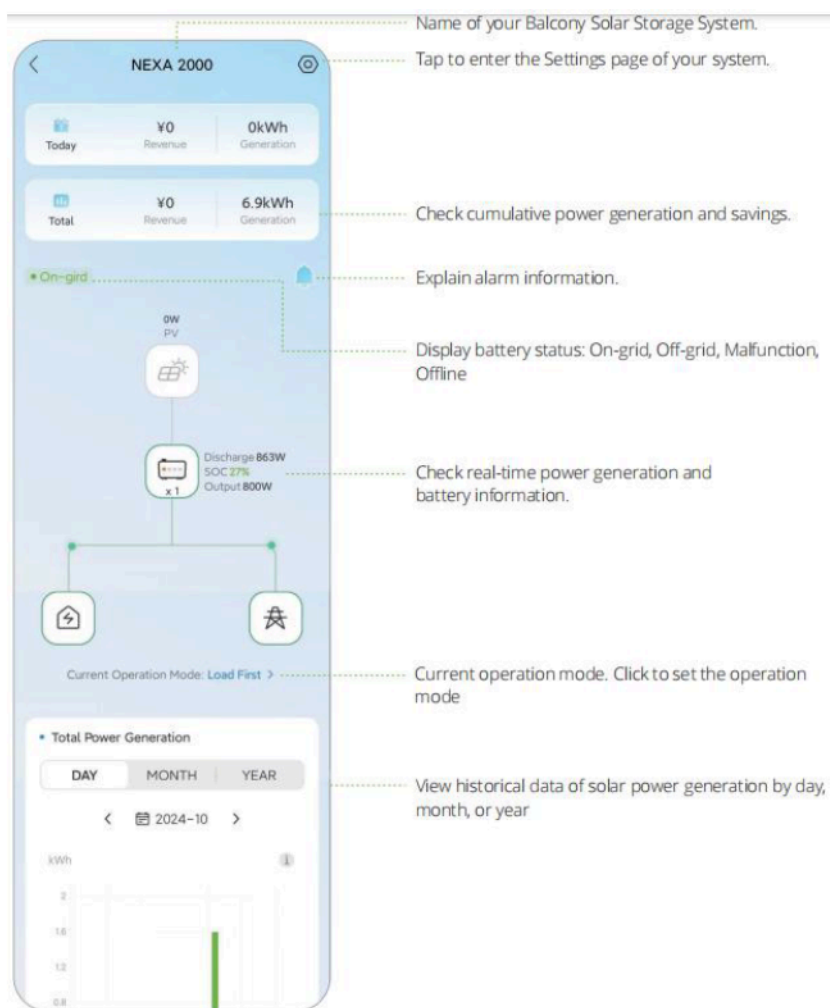 Name of your Balcony Solar Storage System.
NEXA 2000
Tap to enter the Settings page of your system.
Today
¥0
Revenue
0kWh
Generation
Total
¥0
Revenue
6.9kWh
Generation
Check cumulative power generation and savings.
On-gird
Explain alarm information.
0W
PV
Display battery status: On-grid, Off-grid, Malfunction,
Offline
Discharge 863W
SOC 27%
Output 800W
x 1
Check real-time power generation and
battery information.
Current Operation Mode: Load First >
Current operation mode. Click to set the operation
mode
Total Power Generation
DAY MONTH YEAR
View historical data of solar power generation by day,
month, or year
< 2024-10 >
kWh
2
1.6
1.2
0.8